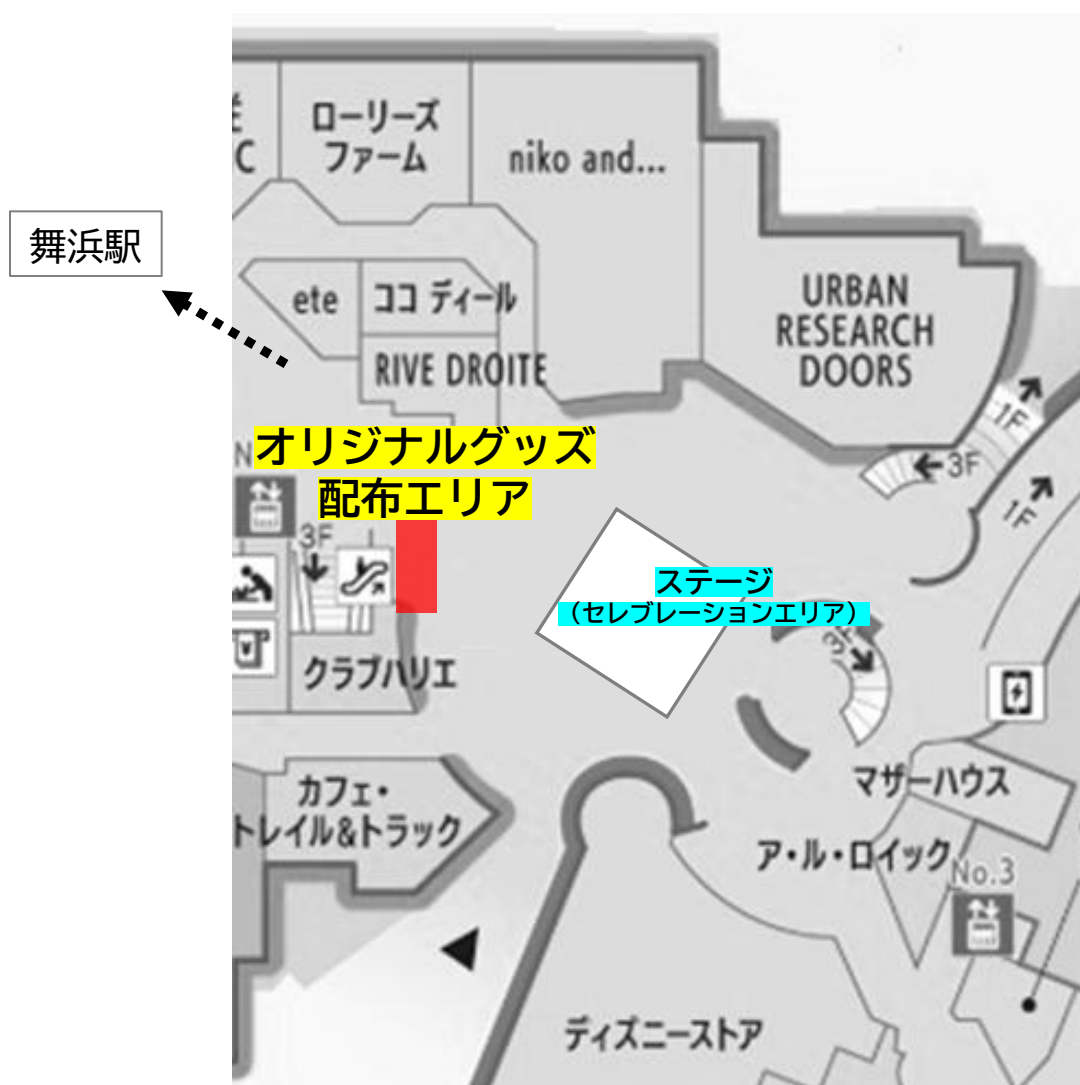 ローリーズ
ファーム
C
niko and...
舞浜駅
ete
ココ ディール
RIVE DROITE
URBAN
RESEARCH
DOORS
1F
3F
1F
オリジナルグッズ
配布エリア
N
3F
ステージ
（セレブレーションエリア）
3F
クラブハリエ
カフェ・
トレイル&トラック
マザーハウス
ア・ル・ロイック
No.3
ディズニーストア